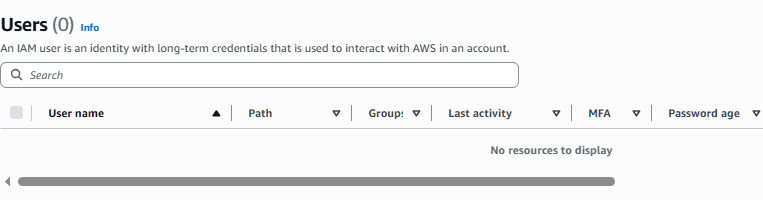 Users (0) Info
An IAM user is an identity with long-term credentials that is used to interact with AWS in an account.
Search
User name Path Groups Last activity MFA Password age
No resources to display